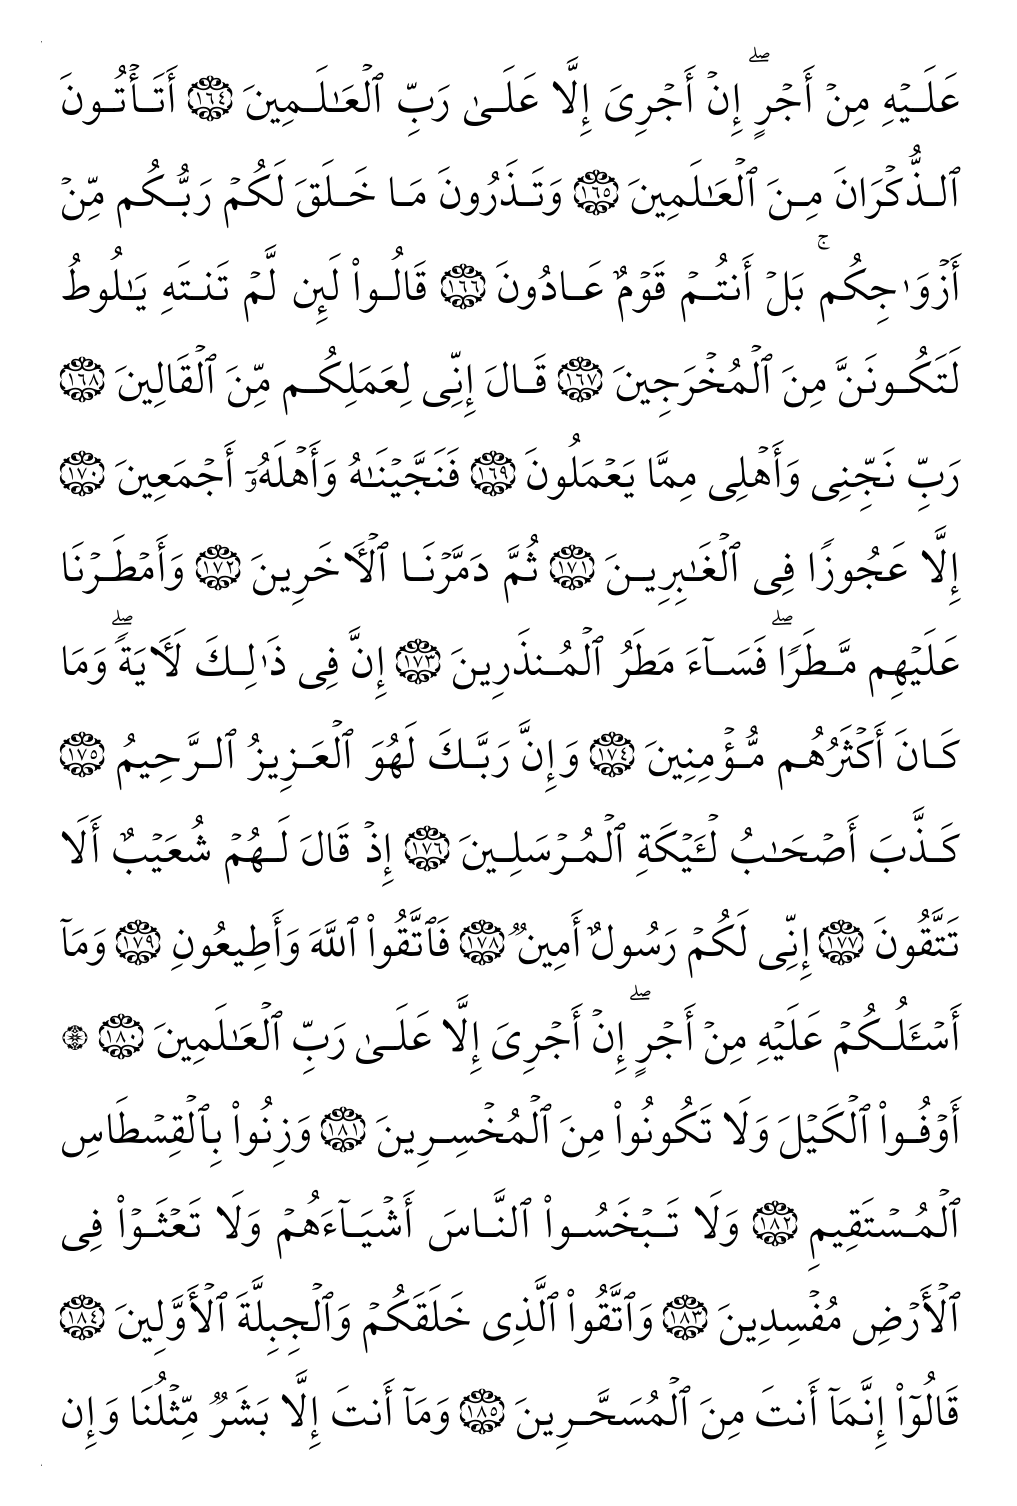 عَلَيۡهِ مِنۡ أَجۡرٍۖ إِنۡ أَجۡرِيَ إِلَّا عَلَىٰ رَبِّ ٱلۡعَٰلَمِينَ ١٦٤ أَتَأۡتُونَ
ٱلذُّكۡرَانَ مِنَ ٱلۡعَٰلَمِينَ ١٦٥ وَتَذَرُونَ مَا خَلَقَ لَكُمۡ رَبُّكُم مِّنۡ
أَزۡوَٰجِكُمۚ بَلۡ أَنتُمۡ قَوۡمٌ عَادُونَ ١٦٦ قَالُواْ لَئِن لَّمۡ تَنتَهِ يَٰلُوطُ
لَتَكُونَنَّ مِنَ ٱلۡمُخۡرَجِينَ ١٦٧ قَالَ إِنِّي لِعَمَلِكُم مِّنَ ٱلۡقَالِينَ ١٦٨
رَبِّ نَجِّنِي وَأَهۡلِي مِمَّا يَعۡمَلُونَ ١٦٩ فَنَجَّيۡنَٰهُ وَأَهۡلَهُۥٓ أَجۡمَعِينَ ١٧٠
إِلَّا عَجُوزٗا فِي ٱلۡغَٰبِرِينَ ١٧١ ثُمَّ دَمَّرۡنَا ٱلۡأٓخَرِينَ ١٧٢ وَأَمۡطَرۡنَا
عَلَيۡهِم مَّطَرٗاۖ فَسَآءَ مَطَرُ ٱلۡمُنذَرِينَ ١٧٣ إِنَّ فِي ذَٰلِكَ لَأٓيَةٗۖ وَمَا
كَانَ أَكۡثَرُهُم مُّؤۡمِنِينَ ١٧٤ وَإِنَّ رَبَّكَ لَهُوَ ٱلۡعَزِيزُ ٱلرَّحِيمُ ١٧٥
كَذَّبَ أَصۡحَٰبُ لۡـَٔيۡكَةِ ٱلۡمُرۡسَلِينَ ١٧٦ إِذۡ قَالَ لَهُمۡ شُعَيۡبٌ أَلَا
تَتَّقُونَ ١٧٧ إِنِّي لَكُمۡ رَسُولٌ أَمِينٞ ١٧٨ فَٱتَّقُواْ ٱللَّهَ وَأَطِيعُونِ ١٧٩ وَمَآ
أَسۡـَٔلُكُمۡ عَلَيۡهِ مِنۡ أَجۡرٍۖ إِنۡ أَجۡرِيَ إِلَّا عَلَىٰ رَبِّ ٱلۡعَٰلَمِينَ ١٨٠ ۞
أَوۡفُواْ ٱلۡكَيۡلَ وَلَا تَكُونُواْ مِنَ ٱلۡمُخۡسِرِينَ ١٨١ وَزِنُواْ بِٱلۡقِسۡطَاسِ
ٱلۡمُسۡتَقِيمِ ١٨٢ وَلَا تَبۡخَسُواْ ٱلنَّاسَ أَشۡيَآءَهُمۡ وَلَا تَعۡثَوۡاْ فِي
ٱلۡأَرۡضِ مُفۡسِدِينَ ١٨٣ وَٱتَّقُواْ ٱلَّذِي خَلَقَكُمۡ وَٱلۡجِبِلَّةَ ٱلۡأَوَّلِينَ ١٨٤
قَالُوٓاْ إِنَّمَآ أَنتَ مِنَ ٱلۡمُسَحَّرِينَ ١٨٥ وَمَآ أَنتَ إِلَّا بَشَرٞ مِّثۡلُنَا وَإِن